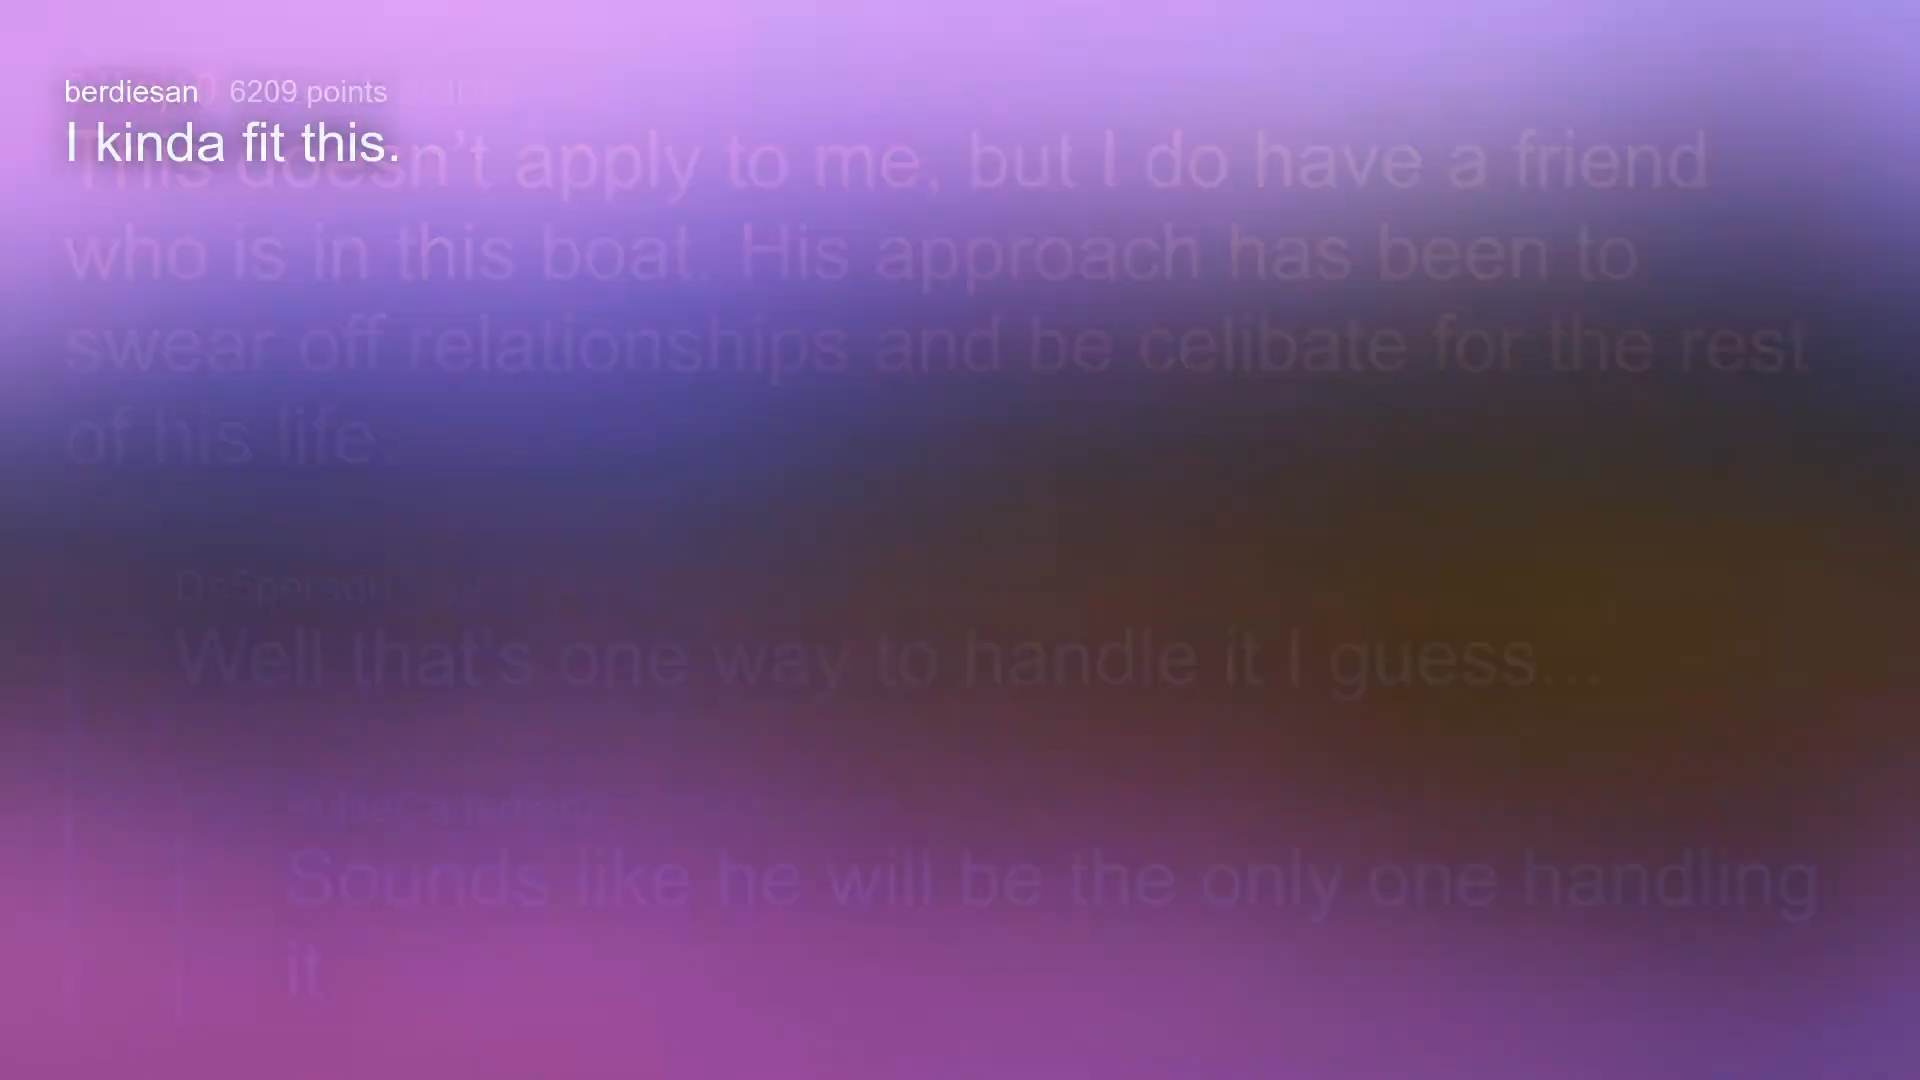 berdiesan 6209 points
I kinda fit this.
This doesn't apply to me, but I do have a friend
who is in this boat. His approach has been to
swear off relationships and be celibate for the rest
of his life.
Well that's one way to handle it I guess...
Sounds like he will be the only one handling
it